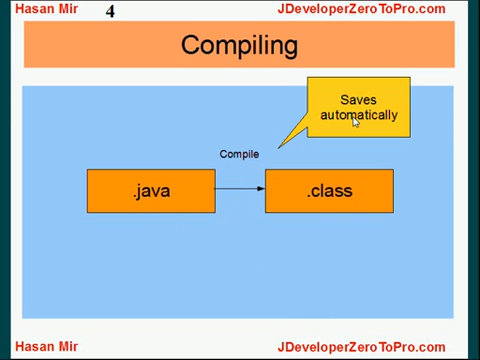 Hasan Mir
4
JDeveloperZeroToPro.com
Compiling
Saves
automatically
Compile
.java
.class
Hasan Mir
JDeveloperZeroToPro.com